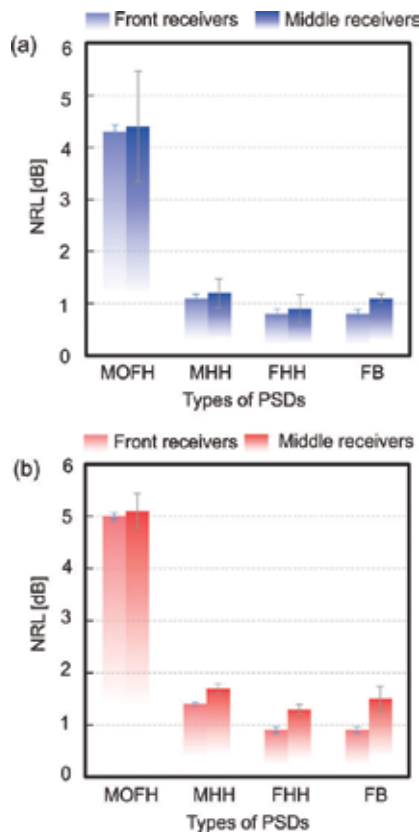 Front receivers Middle receivers
(a)
6
5
4
3
2
1
0
NRL [dB]
MOFH MHH FHH FB
Types of PSDs
Front receivers Middle receivers
(b)
6
5
4
3
2
1
0
NRL [dB]
MOFH MHH FHH FB
Types of PSDs